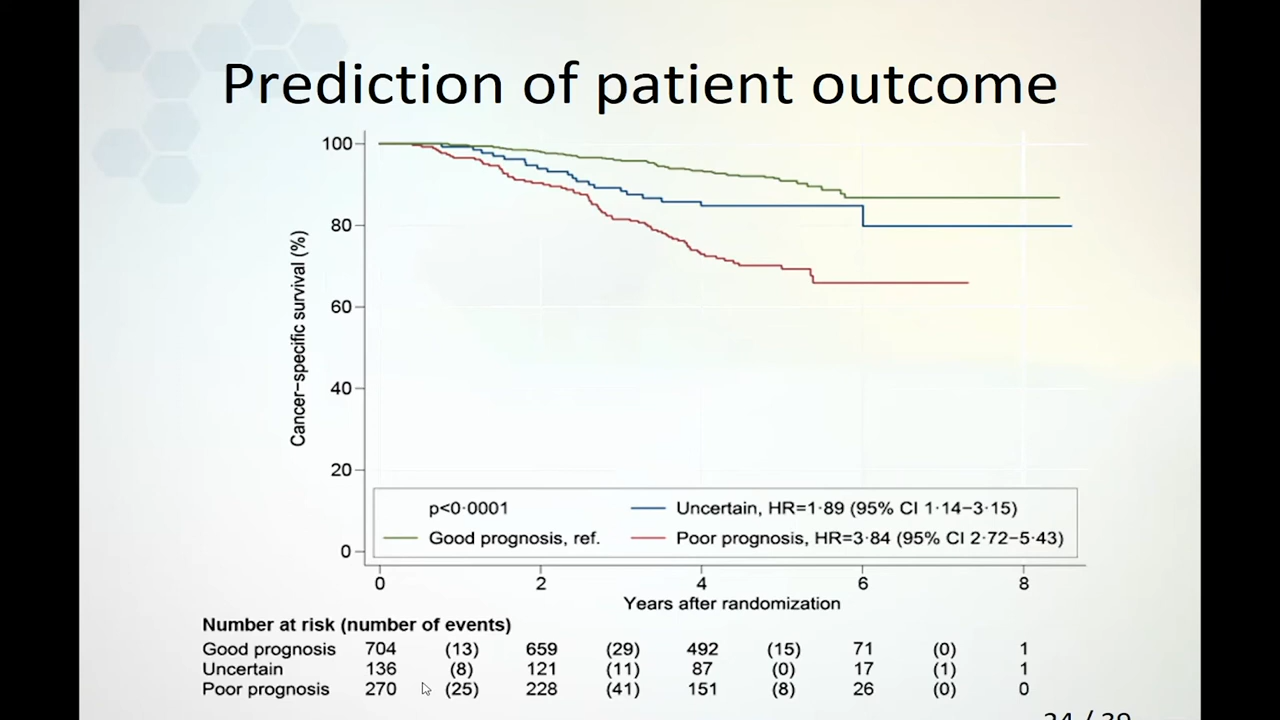 Prediction of patient outcome
100
80
60
40
20
0
Cancer−specific survival (%)
p<0·0001
Uncertain, HR=1·89 (95% CI 1·14−3·15)
Good prognosis, ref.
Poor prognosis, HR=3·84 (95% CI 2·72−5·43)
0 2 4 6 8
Years after randomization
Number at risk (number of events)
Good prognosis 704 (13) 659 (29) 492 (15) 71 (0) 1
Uncertain 136 (8) 121 (11) 87 (0) 17 (1) 1
Poor prognosis 270 (25) 228 (41) 151 (8) 26 (0) 0
24 / 39